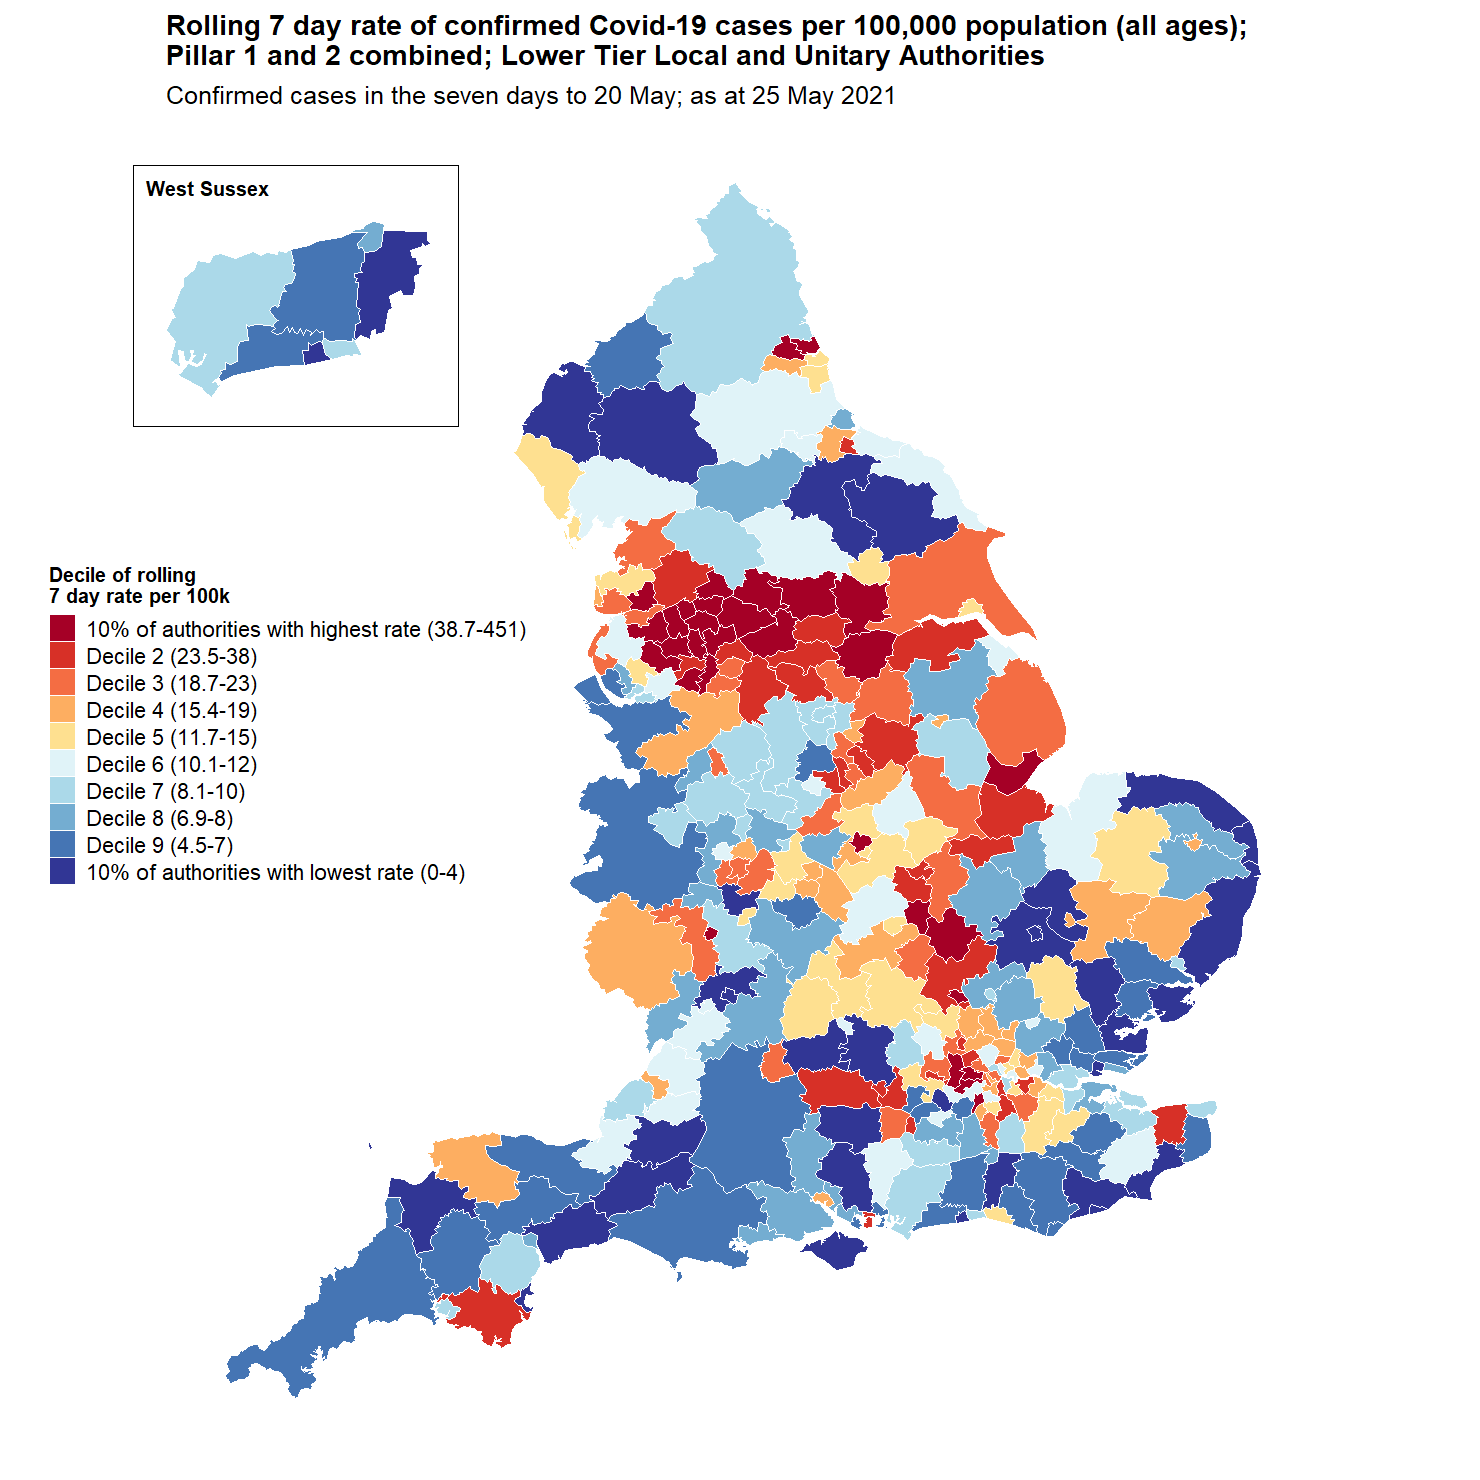 Rolling 7 day rate of confirmed Covid-19 cases per 100,000 population (all ages);
Pillar 1 and 2 combined; Lower Tier Local and Unitary Authorities
Confirmed cases in the seven days to 20 May; as at 25 May 2021
West Sussex
Decile of rolling
7 day rate per 100k
10% of authorities with highest rate (38.7-451)
Decile 2 (23.5-38)
Decile 3 (18.7-23)
Decile 4 (15.4-19)
Decile 5 (11.7-15)
Decile 6 (10.1-12)
Decile 7 (8.1-10)
Decile 8 (6.9-8)
Decile 9 (4.5-7)
10% of authorities with lowest rate (0-4)